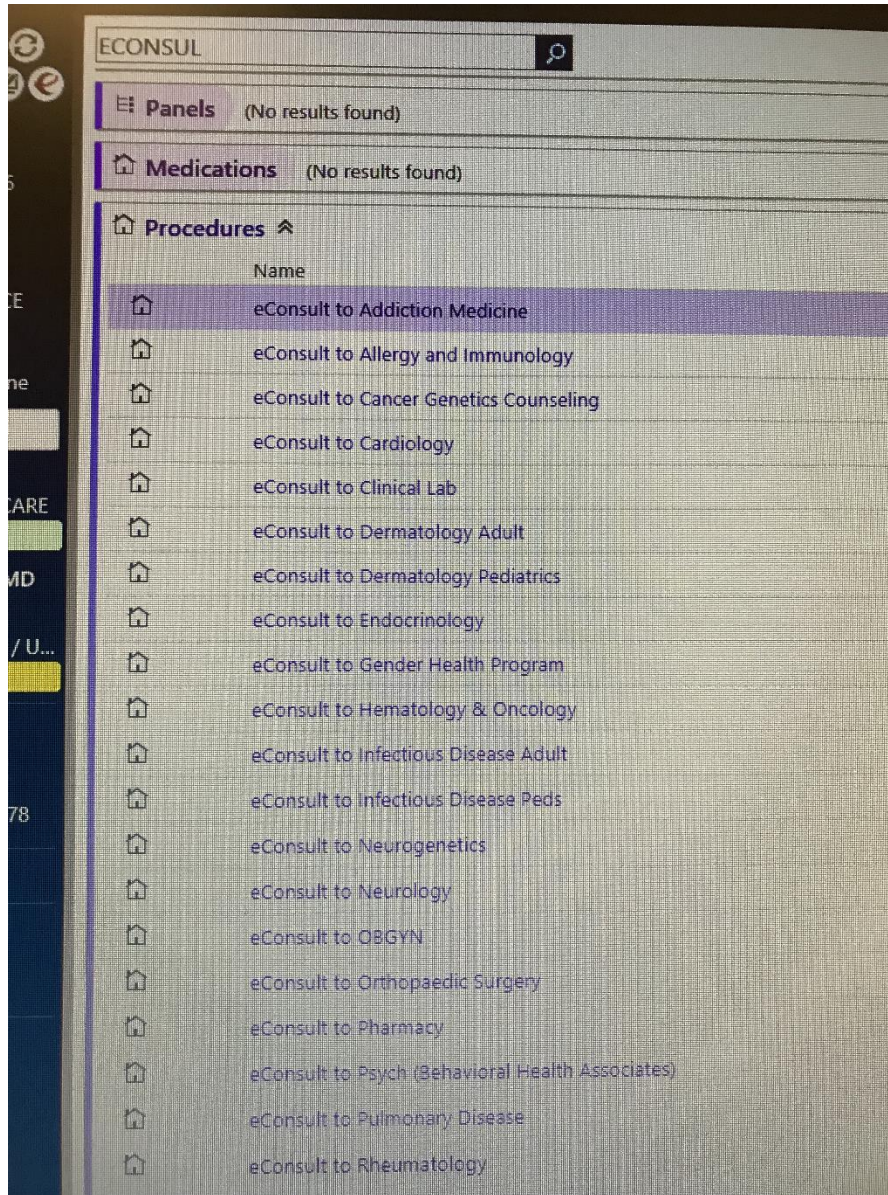 ECONSUL
Panels (No results found)
Medications (No results found)
Procedures
Name
eConsult to Addiction Medicine
eConsult to Allergy and Immunology
eConsult to Cancer Genetics Counseling
eConsult to Cardiology
eConsult to Clinical Lab
eConsult to Dermatology Adult
eConsult to Dermatology Pediatrics
eConsult to Endocrinology
eConsult to Gender Health Program
eConsult to Hematology & Oncology
eConsult to Infectious Disease Adult
eConsult to Infectious Disease Peds
eConsult to Neurogenetics
eConsult to Neurology
eConsult to OBGYN
eConsult to Orthopaedic Surgery
eConsult to Pharmacy
eConsult to Psych (Behavioral Health Associates)
eConsult to Pulmonary Disease
eConsult to Rheumatology
ne
CARE
MD
/ U...
78